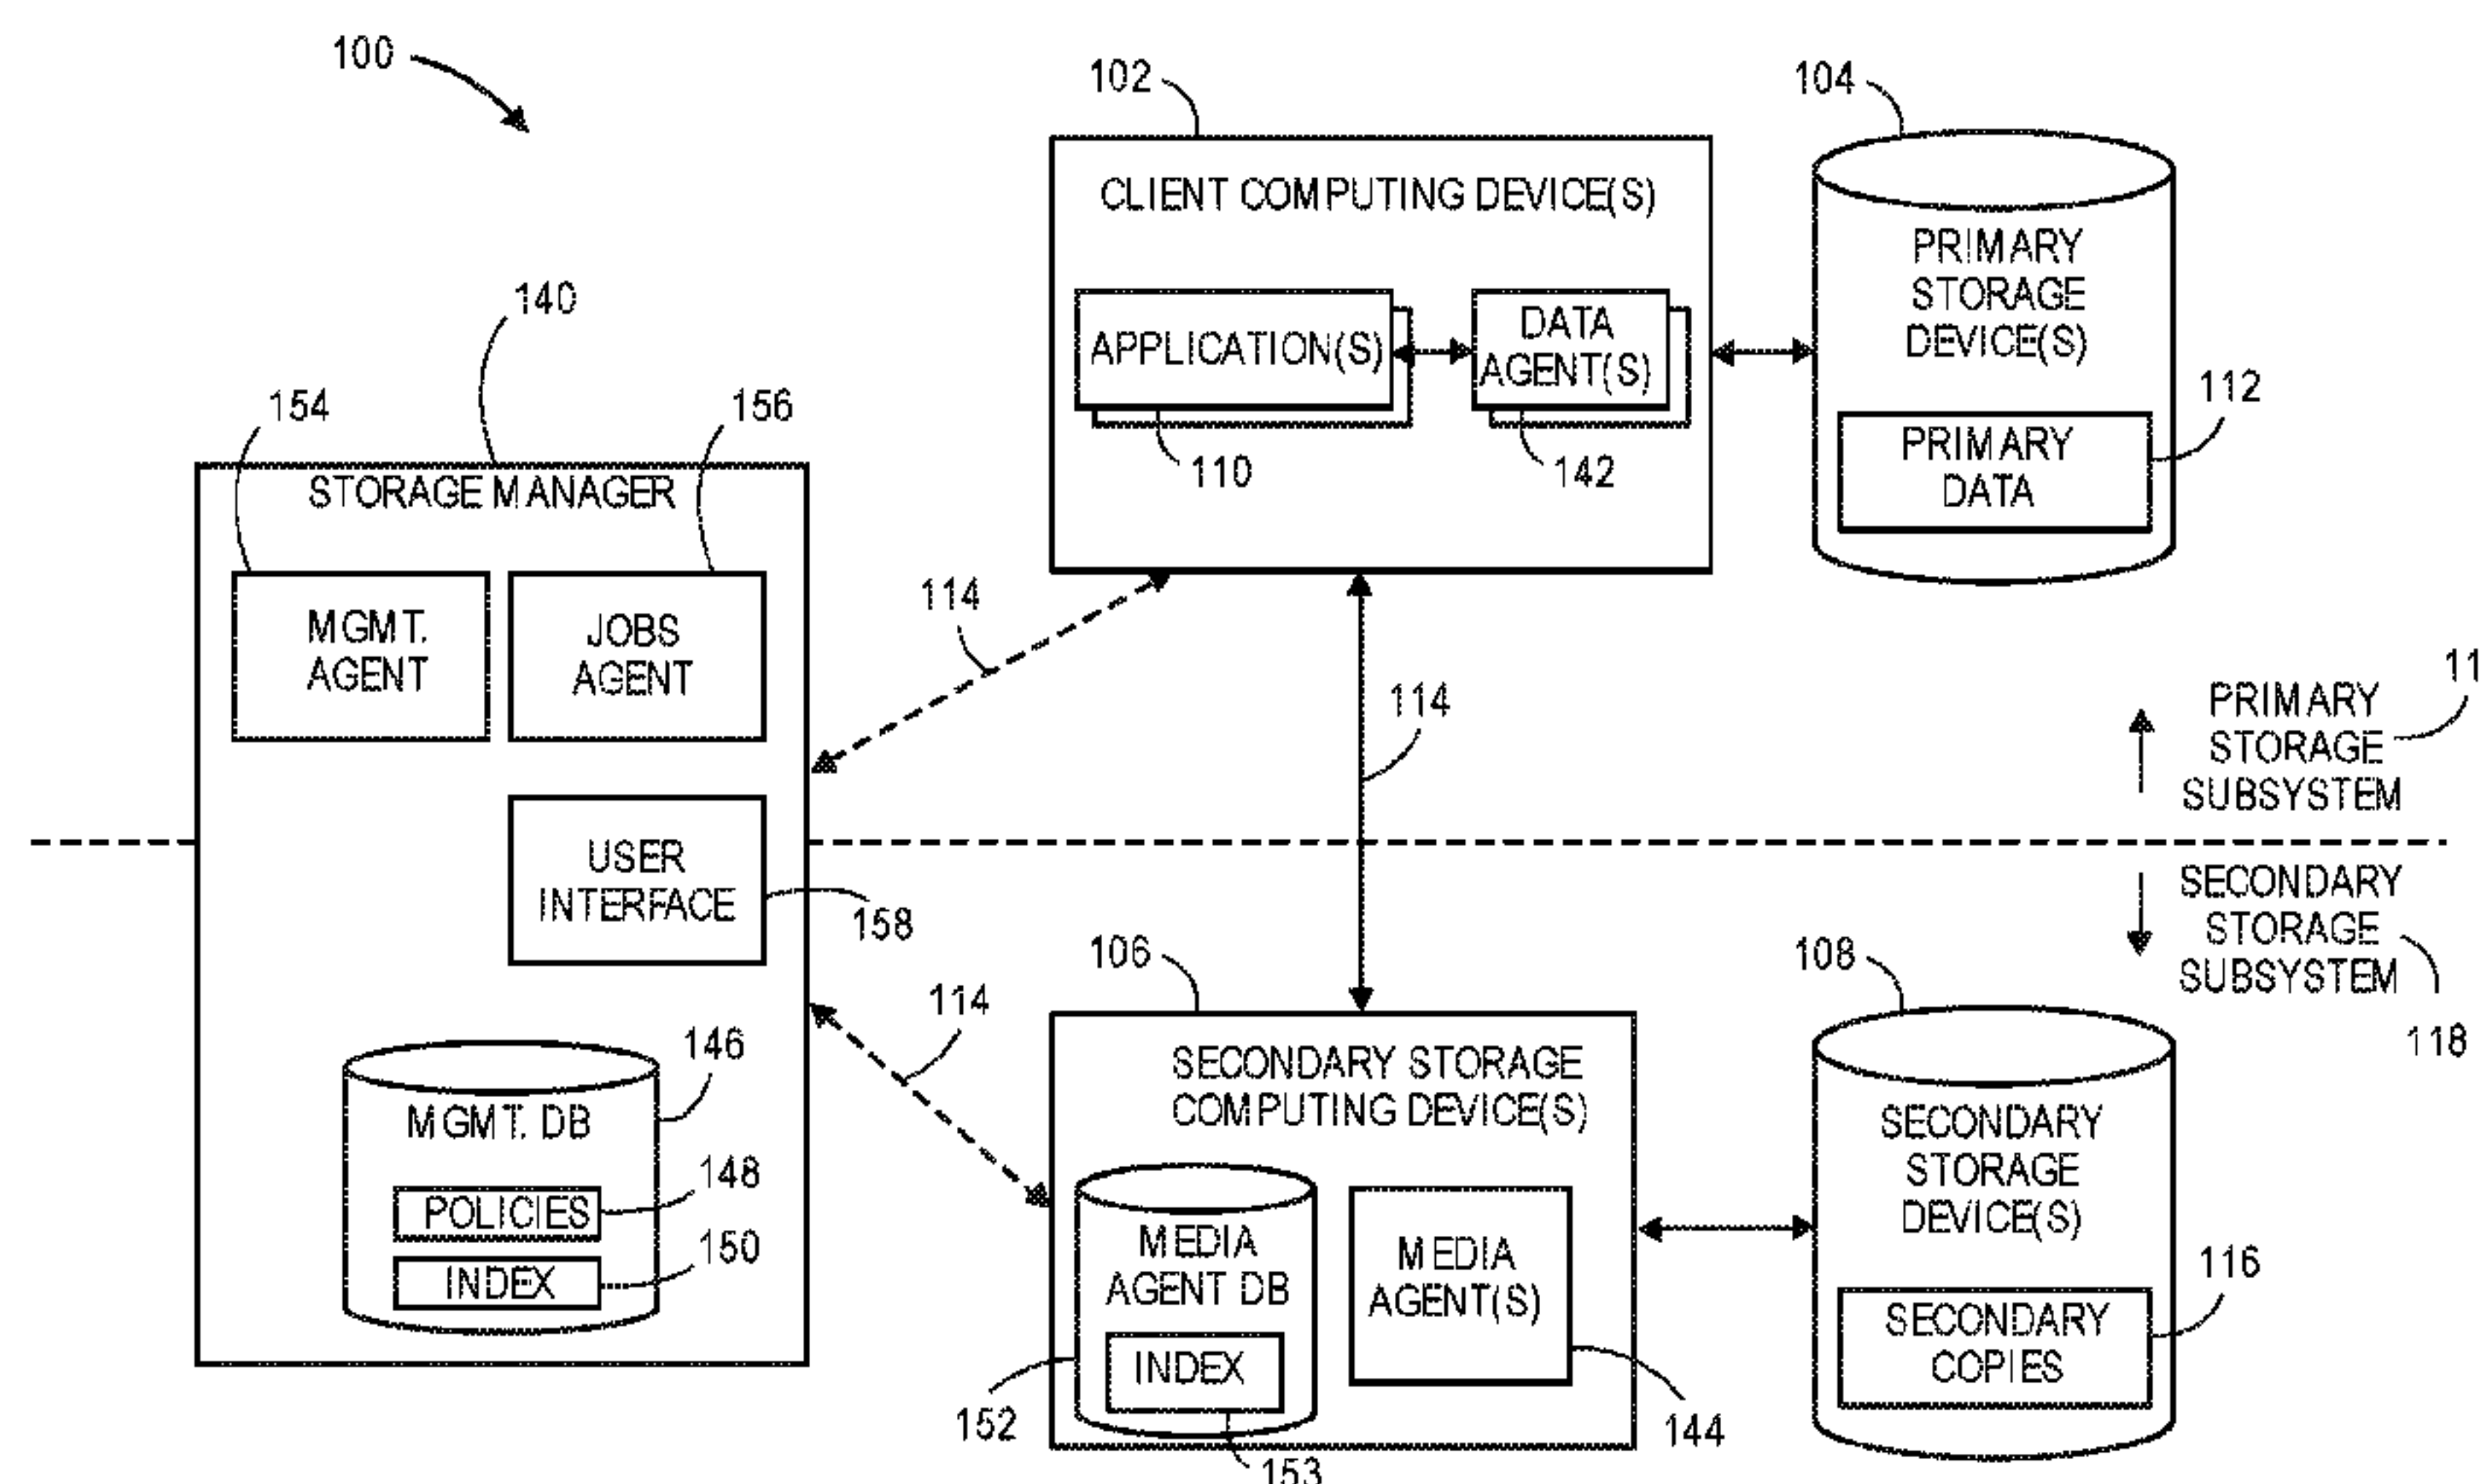 100
102
104
CLIENT COMPUTING DEVICE(S)
PRIMARY
STORAGE
DEVICE(S)
APPLICATION(S)
DATA
AGENT(S)
110
142
PRIMARY
DATA
112
140
154
156
STORAGE MANAGER
MGMT.
AGENT
JOBS
AGENT
USER
INTERFACE
158
MGMT. DB
146
POLICIES
148
INDEX
150
114
114
114
PRIMARY
STORAGE
SUBSYSTEM
11
SECONDARY
STORAGE
SUBSYSTEM
118
106
SECONDARY STORAGE
COMPUTING DEVICE(S)
MEDIA
AGENT DB
INDEX
152
153
MEDIA
AGENT(S)
144
108
SECONDARY
STORAGE
DEVICE(S)
SECONDARY
COPIES
116